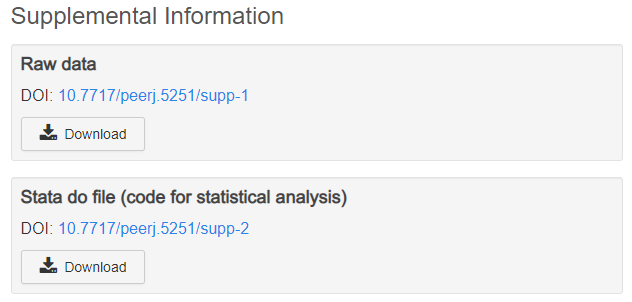 Supplemental Information
Raw data
DOI: 10.7717/peerj.5251/supp-1
Download
Stata do file (code for statistical analysis)
DOI: 10.7717/peerj.5251/supp-2
Download